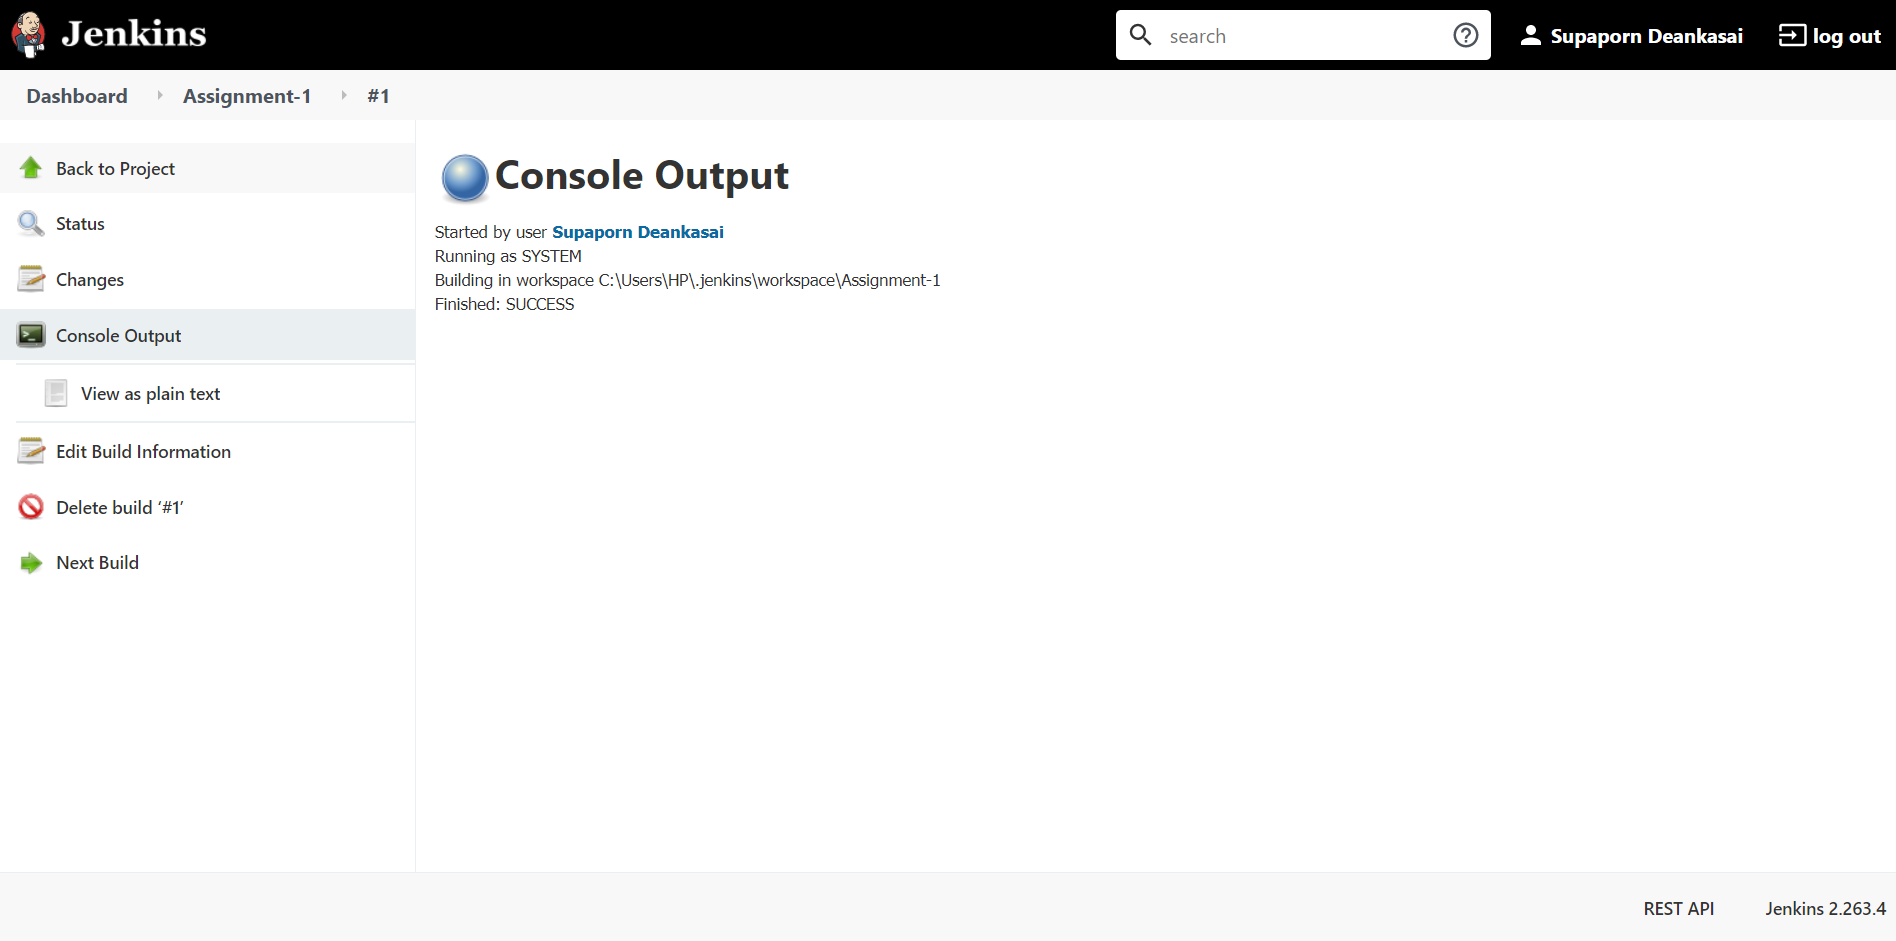 Jenkins
search
Supaporn Deankasai
log out
Dashboard
Assignment-1
#1
Back to Project
Status
Changes
Console Output
View as plain text
Edit Build Information
Delete build ‘#1’
Next Build
Console Output
Started by user Supaporn Deankasai
Running as SYSTEM
Building in workspace C:\Users\HP\.jenkins\workspace\Assignment-1
Finished: SUCCESS
REST API
Jenkins 2.263.4